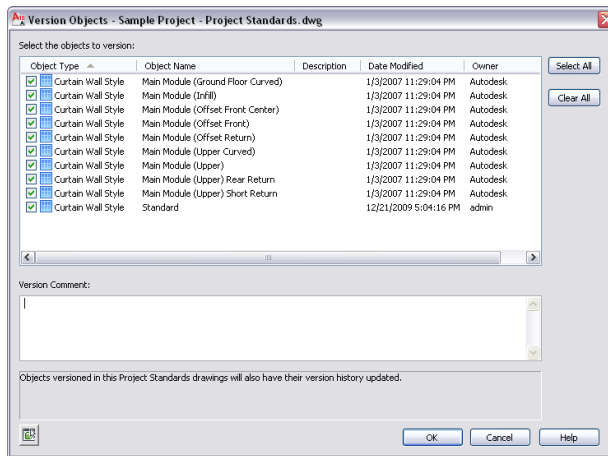 Version Objects - Sample Project - Project Standards.dwg
Select the objects to version:
Object Type Object Name Description Date Modified Owner
Curtain Wall Style Main Module (Ground Floor Curved) 1/3/2007 11:29:04 PM Autodesk
Curtain Wall Style Main Module (Infill) 1/3/2007 11:29:04 PM Autodesk
Curtain Wall Style Main Module (Offset Front Center) 1/3/2007 11:29:04 PM Autodesk
Curtain Wall Style Main Module (Offset Front) 1/3/2007 11:29:04 PM Autodesk
Curtain Wall Style Main Module (Offset Return) 1/3/2007 11:29:04 PM Autodesk
Curtain Wall Style Main Module (Upper Curved) 1/3/2007 11:29:04 PM Autodesk
Curtain Wall Style Main Module (Upper) 1/3/2007 11:29:04 PM Autodesk
Curtain Wall Style Main Module (Upper) Rear Return 1/3/2007 11:29:04 PM Autodesk
Curtain Wall Style Main Module (Upper) Short Return 1/3/2007 11:29:04 PM Autodesk
Curtain Wall Style Standard 12/21/2009 5:04:16 PM admin
Select All
Clear All
Version Comment:
Objects versioned in this Project Standards drawings will also have their version history updated.
OK Cancel Help